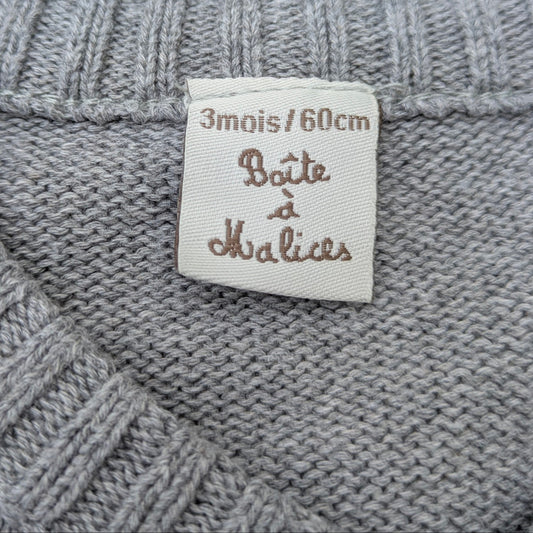 3mois/60cm
Boîte
à
Malices